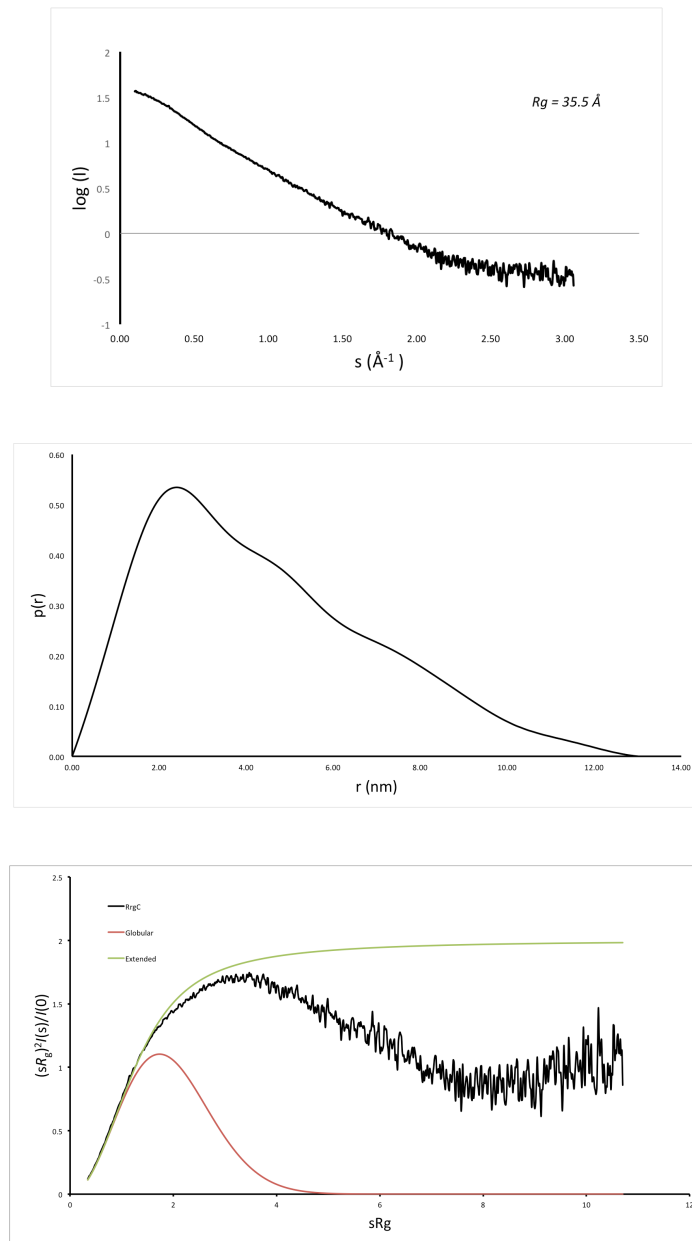 2
1.5
1
0.5
0
-0.5
-1
log (I)
Rg = 35.5 Å
0.00 0.50 1.00 1.50 2.00 2.50 3.00 3.50
s (Å-1 )
0.60
0.50
0.40
0.30
0.20
0.10
0.00
p(r)
0.00 2.00 4.00 6.00 8.00 10.00 12.00 14.00
r (nm)
2.5
2
1.5
1
0.5
0
(sRg)2I(s)/I(0)
RrgC
Globular
Extended
0 2 4 6 8 10 12
sRg